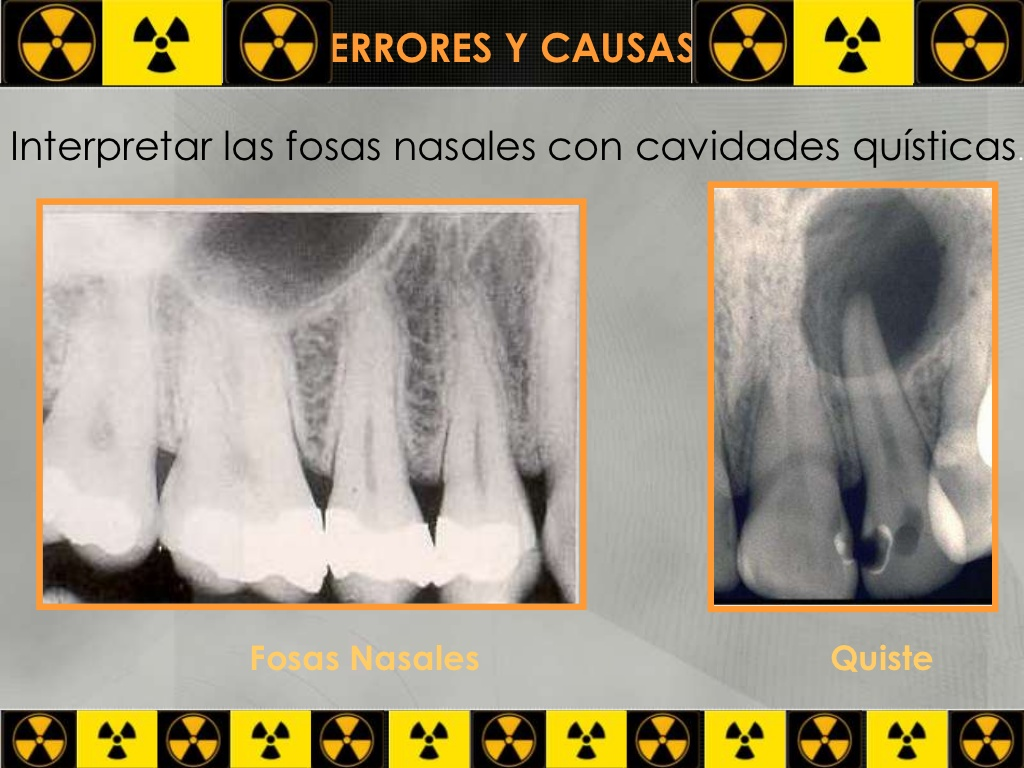 ERRORES Y CAUSAS
Interpretar las fosas nasales con cavidades quísticas.
Fosas Nasales
Quiste